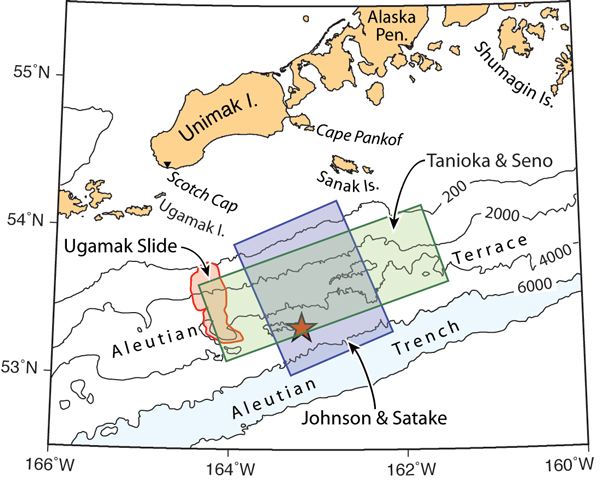 Alaska
Pen.
55°N
Shumagin Is.
Unimak I.
Cape Pankof
Sanak Is.
Tanioka & Seno
Scotch Cap
Ugamak I.
200
54°N
2000
Ugamak Slide
Terrace
4000
6000
Aleutian
53°N
Trench
Aleutian
Johnson & Satake
166°W
164°W
162°W
160°W